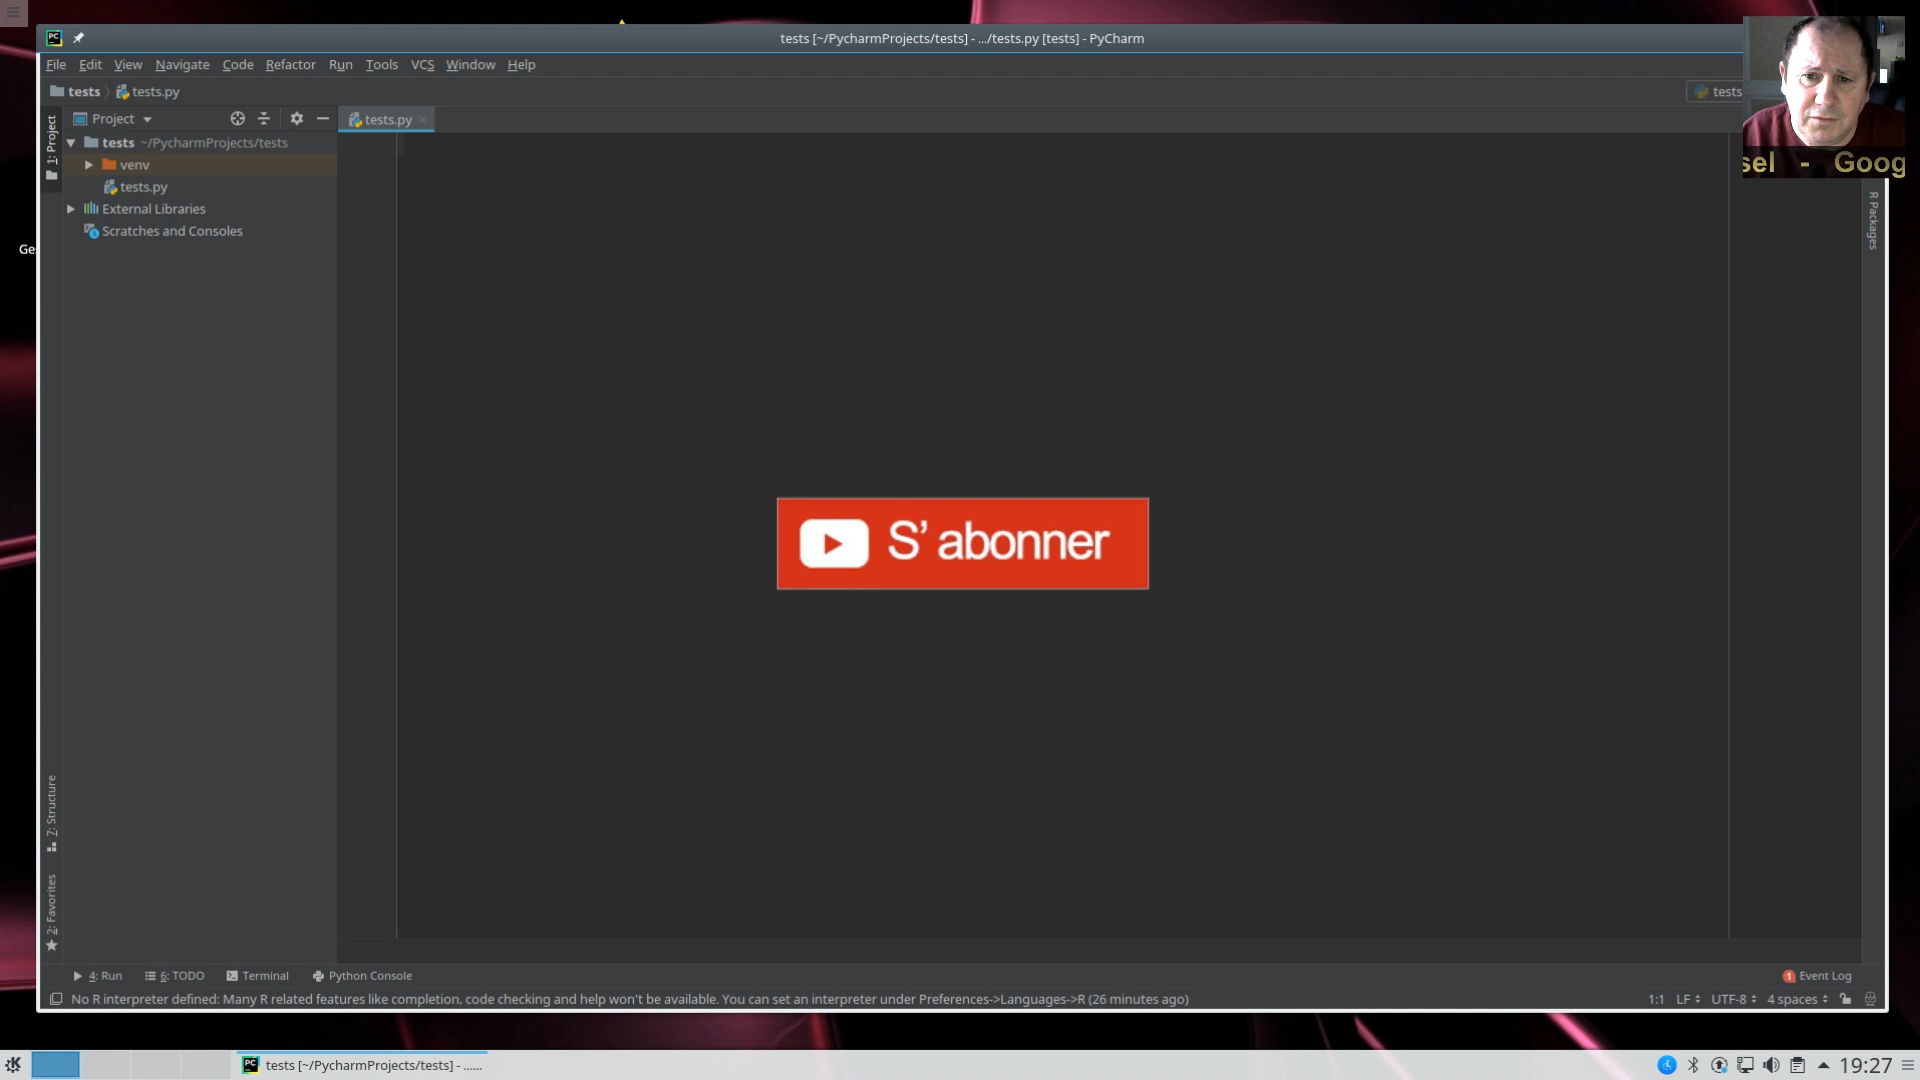 tests [~/PycharmProjects/tests] - .../tests.py [tests] - PyCharm
File Edit View Navigate Code Refactor Run Tools VCS Window Help
tests tests.py
tests
sel - Goog
Project
tests.py
1: Project
tests ~/PycharmProjects/tests
venv
tests.py
External Libraries
Scratches and Consoles
R Packages
Ge
S' abonner
7: Structure
2: Favorites
4: Run 6: TODO Terminal Python Console
1 Event Log
No R interpreter defined: Many R related features like completion, code checking and help won't be available. You can set an interpreter under Preferences->Languages->R (26 minutes ago)
1:1 LF UTF-8 4 spaces
PC tests [~/PycharmProjects/tests] - ......
19:27